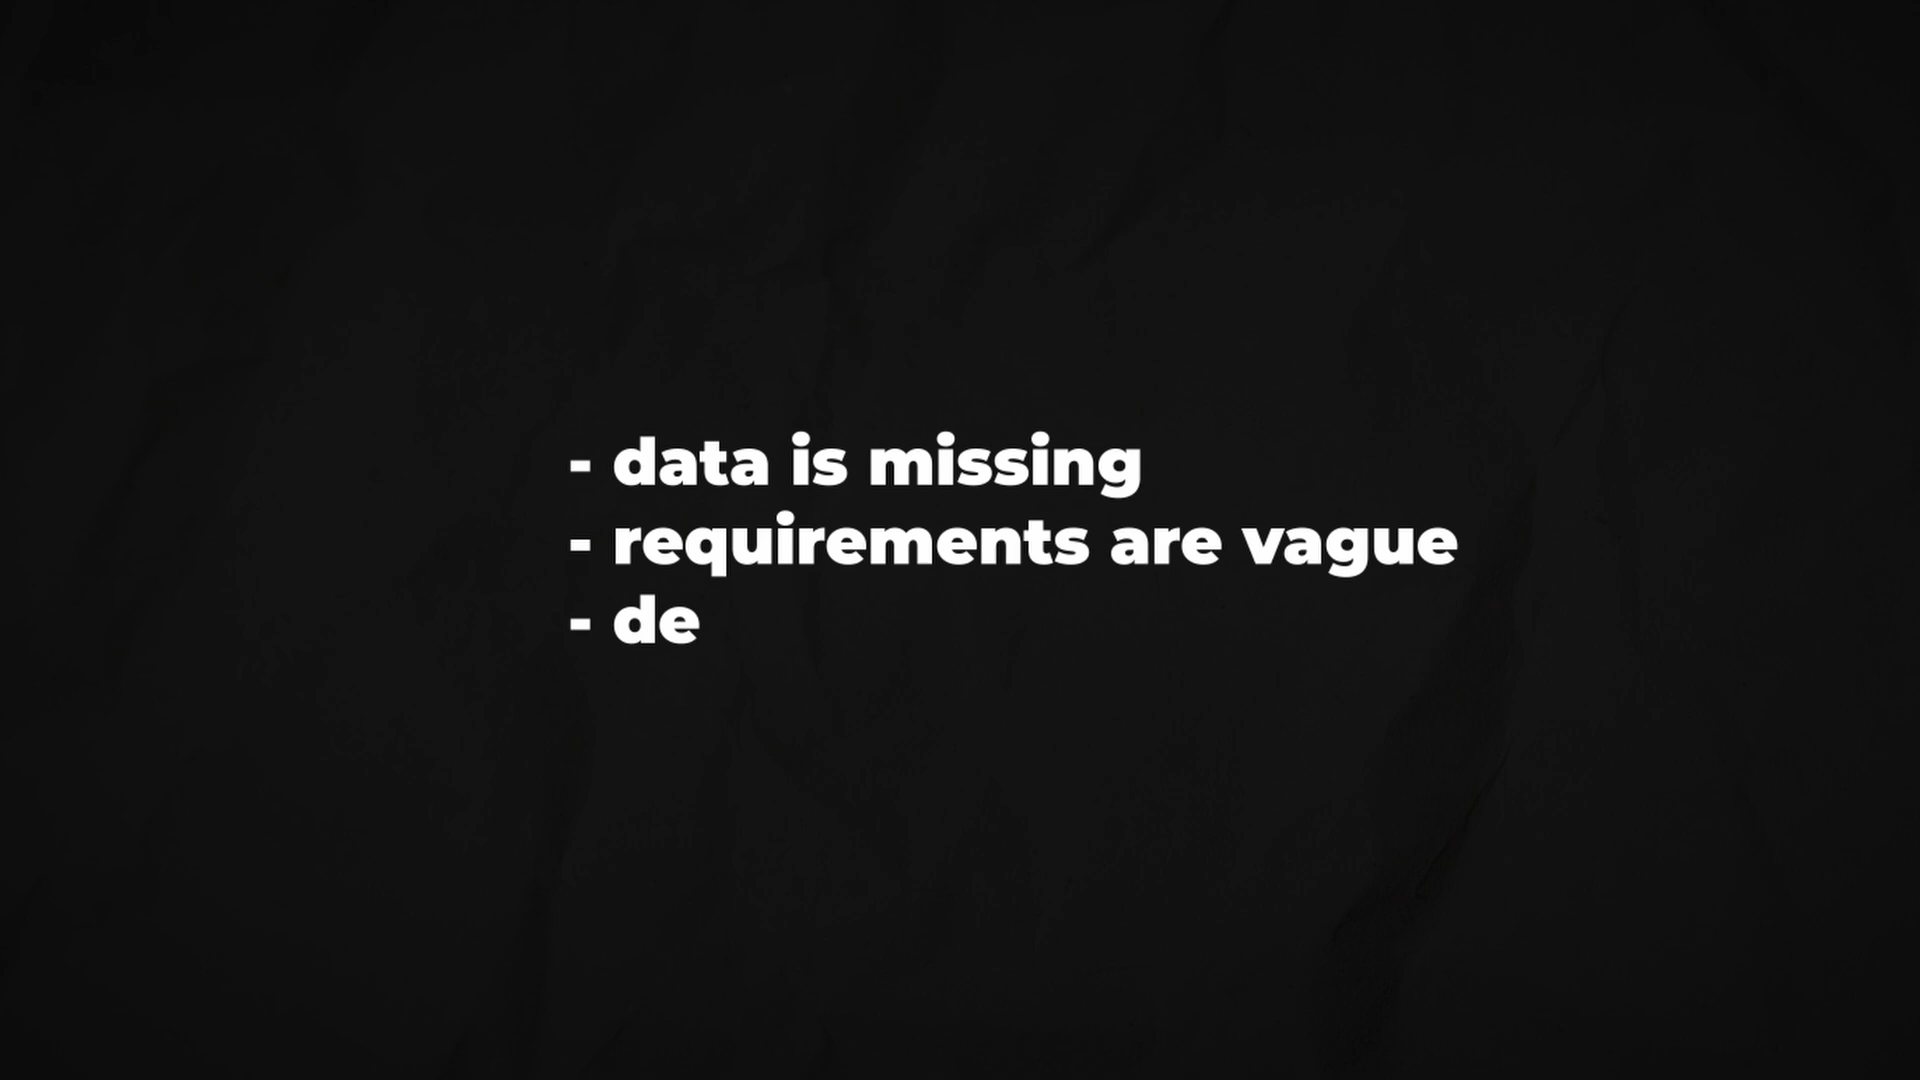 - data is missing
- requirements are vague
- de